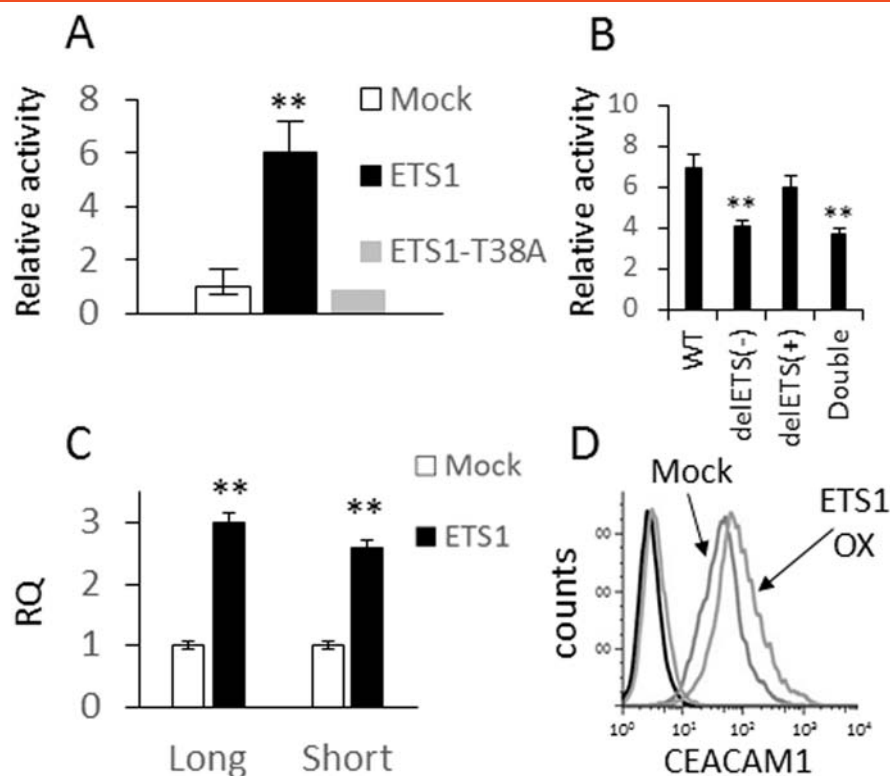 A
Relative activity
8
6
4
2
0
**
Mock
ETS1
ETS1-T38A
B
Relative activity
10
8
6
4
2
0
**
**
WT
delETS(-)
delETS(+)
Double
C
RQ
3
2
1
0
**
**
Mock
ETS1
Long
Short
D
Mock
ETS1
OX
counts
10⁰
10¹
10²
10³
10⁴
CEACAM1